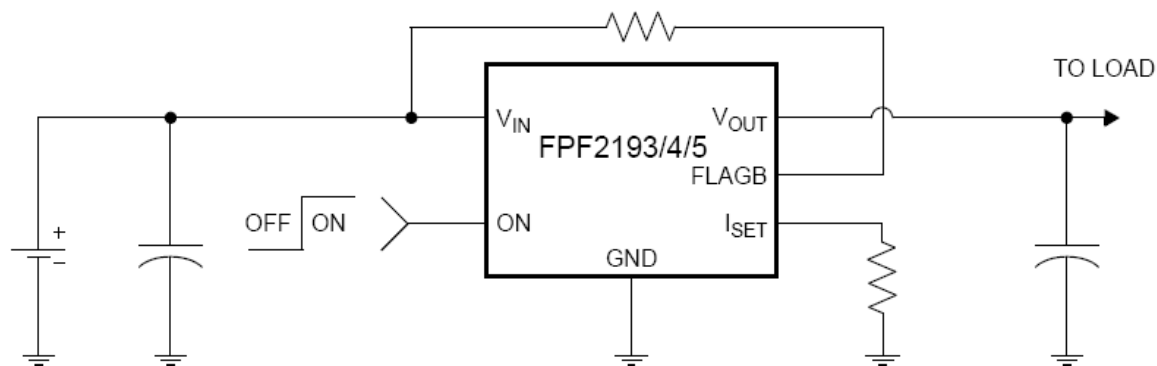 TO LOAD
V_IN
V_OUT
FPF2193/4/5
FLAGB
OFF
ON
ON
I_SET
GND
+
–